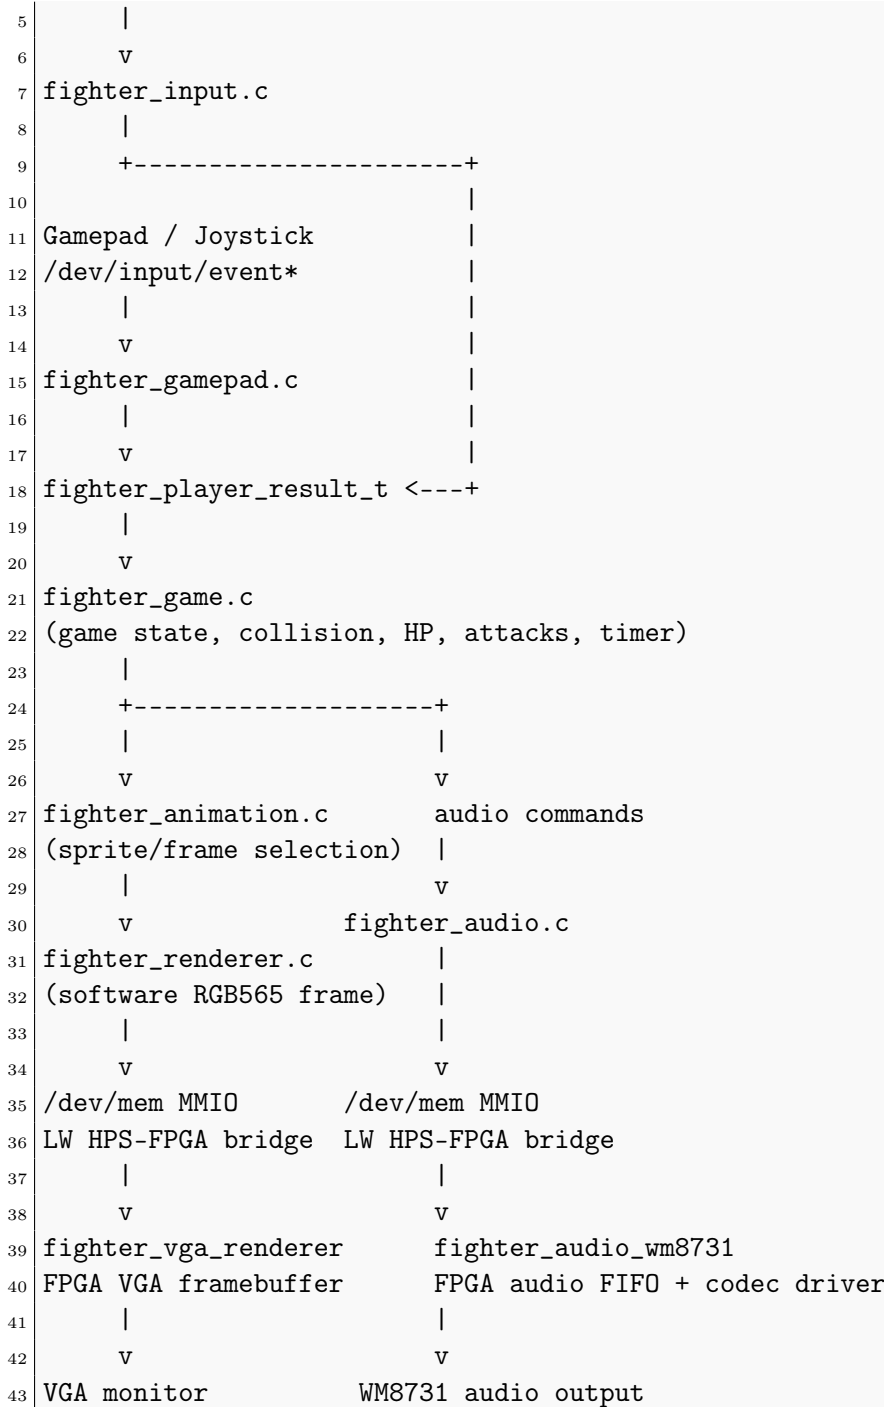 5      |
6      v
7 fighter_input.c
8      |
9      +----------------------+
10                            |
11 Gamepad / Joystick         |
12 /dev/input/event*          |
13      |                     |
14      v                     |
15 fighter_gamepad.c          |
16      |                     |
17      v                     |
18 fighter_player_result_t <---+
19      |
20      v
21 fighter_game.c
22 (game state, collision, HP, attacks, timer)
23      |
24      +--------------------+
25      |                    |
26      v                    v
27 fighter_animation.c       audio commands
28 (sprite/frame selection)  |
29      |                    v
30      v              fighter_audio.c
31 fighter_renderer.c        |
32 (software RGB565 frame)   |
33      |                    |
34      v                    v
35 /dev/mem MMIO       /dev/mem MMIO
36 LW HPS-FPGA bridge  LW HPS-FPGA bridge
37      |                    |
38      v                    v
39 fighter_vga_renderer      fighter_audio_wm8731
40 FPGA VGA framebuffer      FPGA audio FIFO + codec driver
41      |                    |
42      v                    v
43 VGA monitor          WM8731 audio output